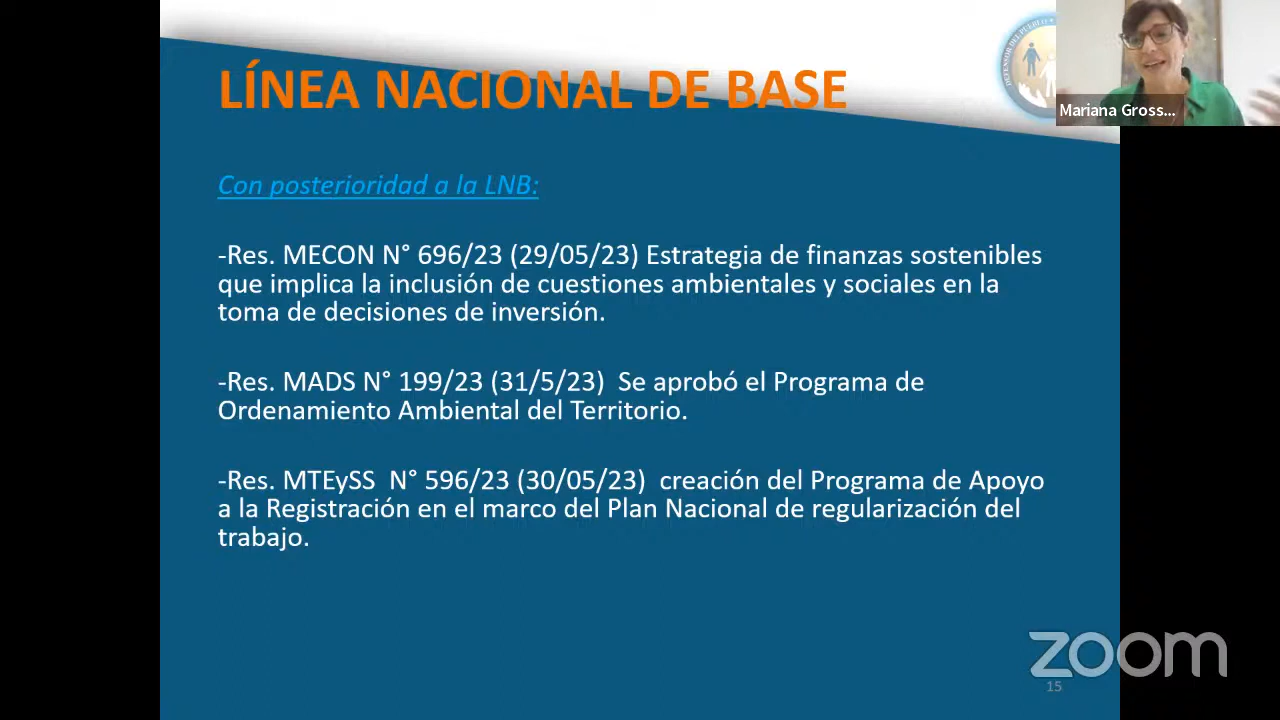 LÍNEA NACIONAL DE BASE
DEFENSOR DEL PUEBLO
Mariana Gross...
Con posterioridad a la LNB:
-Res. MECON N° 696/23 (29/05/23) Estrategia de finanzas sostenibles
que implica la inclusión de cuestiones ambientales y sociales en la
toma de decisiones de inversión.
-Res. MADS N° 199/23 (31/5/23)  Se aprobó el Programa de
Ordenamiento Ambiental del Territorio.
-Res. MTEySS  N° 596/23 (30/05/23)  creación del Programa de Apoyo
a la Registración en el marco del Plan Nacional de regularización del
trabajo.
zoom
15